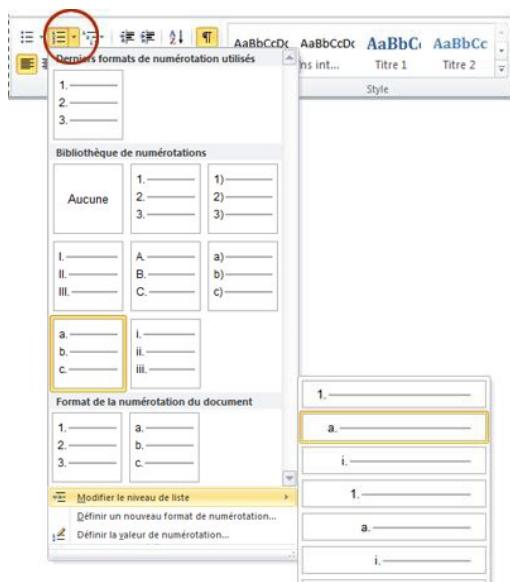 AaBbCcDc AaBbCcDc AaBbC AaBbCc
ns int... Titre 1 Titre 2
Style
Derniers formats de numérotation utilisés
1.
2.
3.
Bibliothèque de numérotations
Aucune
1.
2.
3.
1)
2)
3)
I.
II.
III.
A.
B.
C.
a)
b)
c)
a.
b.
c.
i.
ii.
iii.
Format de la numérotation du document
1.
2.
3.
a.
b.
c.
Modifier le niveau de liste
Définir un nouveau format de numérotation...
Définir la valeur de numérotation...
1.
a.
i.
1.
a.
i.